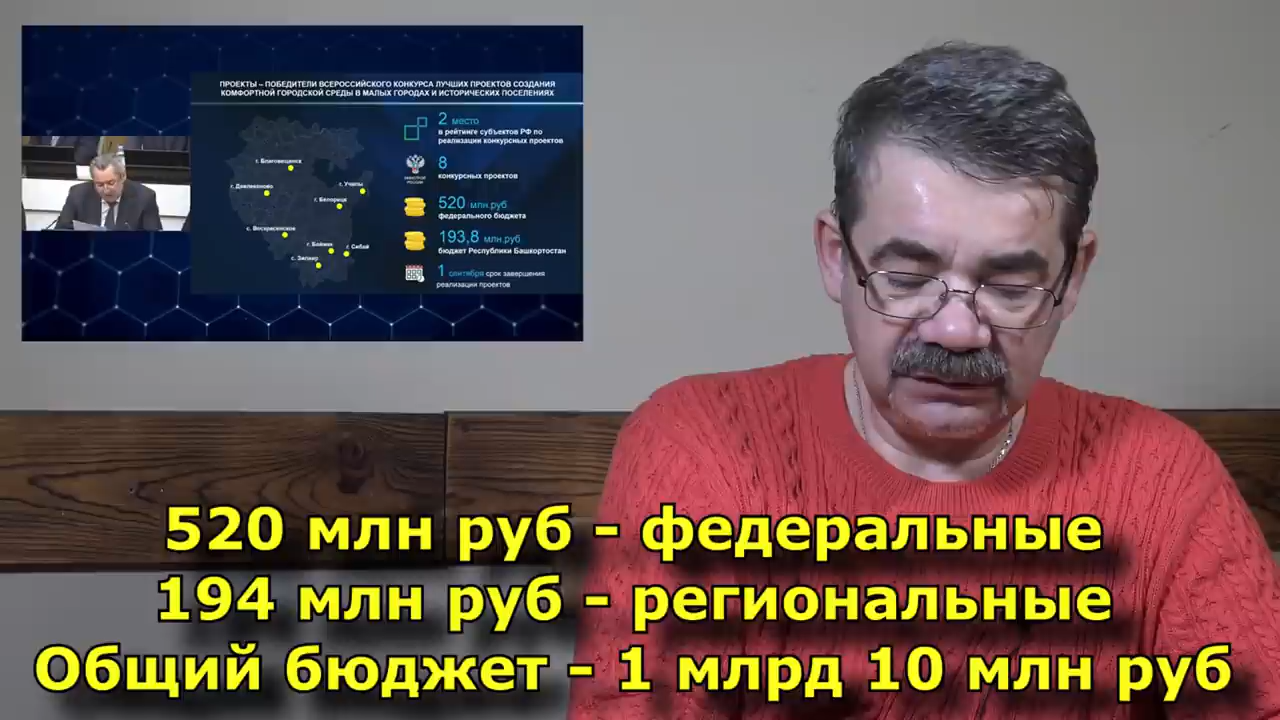 ПРОЕКТЫ – ПОБЕДИТЕЛИ ВСЕРОССИЙСКОГО КОНКУРСА ЛУЧШИХ ПРОЕКТОВ СОЗДАНИЯ
КОМФОРТНОЙ ГОРОДСКОЙ СРЕДЫ В МАЛЫХ ГОРОДАХ И ИСТОРИЧЕСКИХ ПОСЕЛЕНИЯХ
г. Благовещенск
г. Давлеканово
г. Учалы
г. Белорецк
с. Воскресенское
г. Баймак
г. Сибай
с. Зилаир
2 место
в рейтинге субъектов РФ по
реализации конкурсных проектов
МИНСТРОЙ
РОССИИ
8
конкурсных проектов
520 млн.руб
федерального бюджета
193,8 млн.руб
бюджет Республики Башкортостан
1 сентября срок завершения
реализации проектов
520 млн руб - федеральные
194 млн руб - региональные
Общий бюджет - 1 млрд 10 млн руб